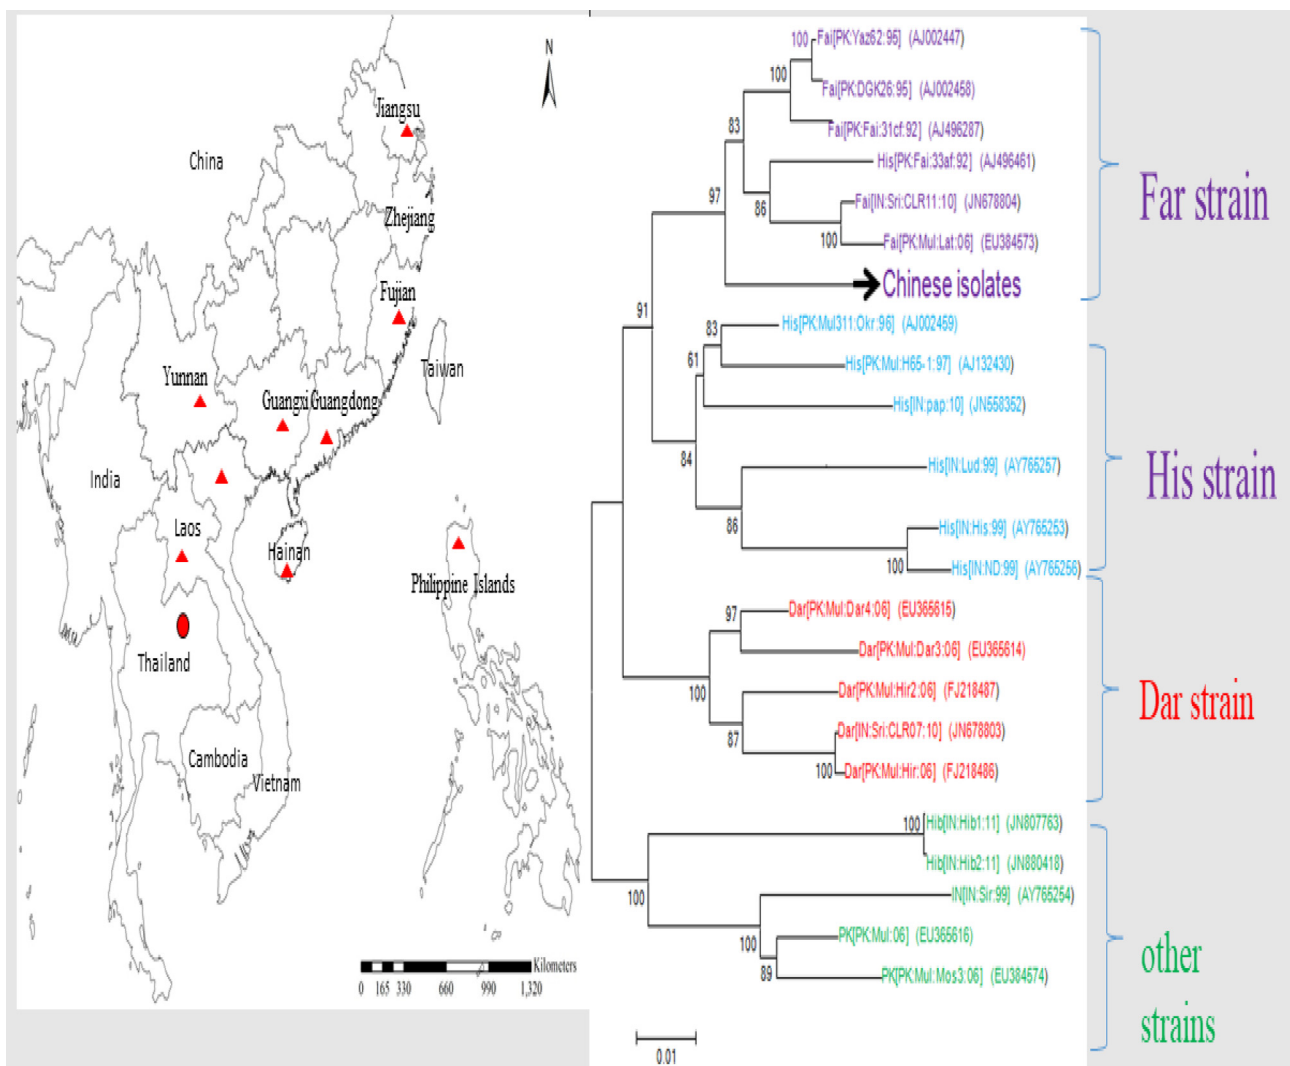 N
Jiangsu
China
Zhejiang
Fujian
Taiwan
Yunnan
Guangxi
Guangdong
India
Laos
Hainan
Philippine Islands
Thailand
Cambodia
Vietnam
Kilometers
0 165 330 660 990 1,320
100 Fai[PK:Yaz62:95] (AJ002447)
100
Fai[PK:DGK26:95] (AJ002458)
83
Fai[PK:Fai:31cf:92] (AJ496287)
His[PK:Fai:33af:92] (AJ496461)
97
86
Fai[IN:Sri:CLR11:10] (JN678804)
100
Fai[PK:Mul:Lat:06] (EU384573)
Chinese isolates
Far strain
91
His[PK:Mul311:Okr:96] (AJ002459)
83
61
His[PK:Mul:H65-1:97] (AJ132430)
His[IN:pap:10] (JN558352)
84
His[IN:Lud:99] (AY765257)
86
His[IN:His:99] (AY765253)
100
His[IN:ND:99] (AY765256)
His strain
97
Dar[PK:Mul:Dar4:06] (EU365615)
Dar[PK:Mul:Dar3:06] (EU365614)
100
Dar[PK:Mul:Hir2:06] (FJ218487)
87
Dar[IN:Sri:CLR07:10] (JN678803)
100
Dar[PK:Mul:Hir:06] (FJ218486)
Dar strain
100
Hib[IN:Hib1:11] (JN807763)
Hib[IN:Hib2:11] (JN880418)
100
IN[IN:Sir:99] (AY765254)
100
PK[PK:Mul:06] (EU365616)
89
PK[PK:Mul:Mos3:06] (EU384574)
other
strains
0.01